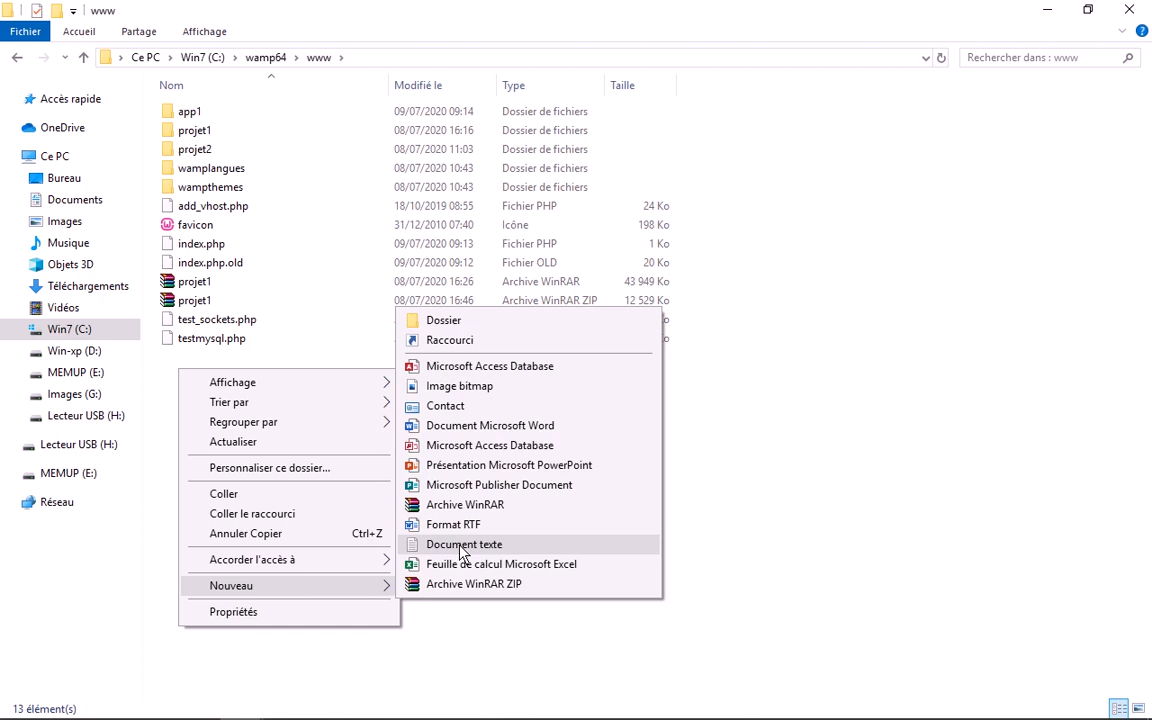 www
Fichier Accueil Partage Affichage
Ce PC Win7 (C:) wamp64 www
Rechercher dans : www
Nom Modifié le Type Taille
Accès rapide
OneDrive
Ce PC
Bureau
Documents
Images
Musique
Objets 3D
Téléchargements
Vidéos
Win7 (C:)
Win-xp (D:)
MEMUP (E:)
Images (G:)
Lecteur USB (H:)
Lecteur USB (H:)
MEMUP (E:)
Réseau
app1 09/07/2020 09:14 Dossier de fichiers
projet1 08/07/2020 16:16 Dossier de fichiers
projet2 08/07/2020 11:03 Dossier de fichiers
wamplangues 08/07/2020 10:43 Dossier de fichiers
wampthemes 08/07/2020 10:43 Dossier de fichiers
add_vhost.php 18/10/2019 08:55 Fichier PHP 24 Ko
favicon 31/12/2010 07:40 Icône 198 Ko
index.php 09/07/2020 09:13 Fichier PHP 1 Ko
index.php.old 09/07/2020 09:12 Fichier OLD 20 Ko
projet1 08/07/2020 16:26 Archive WinRAR 43 949 Ko
projet1 08/07/2020 16:46 Archive WinRAR ZIP 12 529 Ko
test_sockets.php
testmysql.php
Affichage
Trier par
Regrouper par
Actualiser
Personnaliser ce dossier...
Coller
Coller le raccourci
Annuler Copier Ctrl+Z
Accorder l'accès à
Nouveau
Propriétés
Dossier
Raccourci
Microsoft Access Database
Image bitmap
Contact
Document Microsoft Word
Microsoft Access Database
Présentation Microsoft PowerPoint
Microsoft Publisher Document
Archive WinRAR
Format RTF
Document texte
Feuille de calcul Microsoft Excel
Archive WinRAR ZIP
13 élément(s)